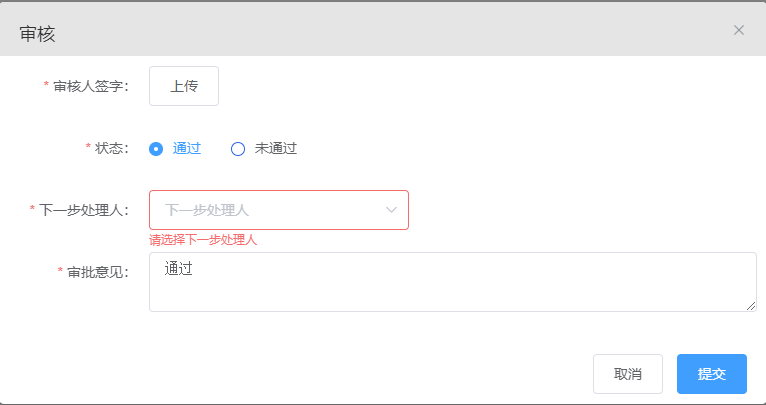 审核
* 审核人签字： 上传
* 状态： 通过 未通过
* 下一步处理人： 下一步处理人
请选择下一步处理人
* 审批意见： 通过
取消 提交